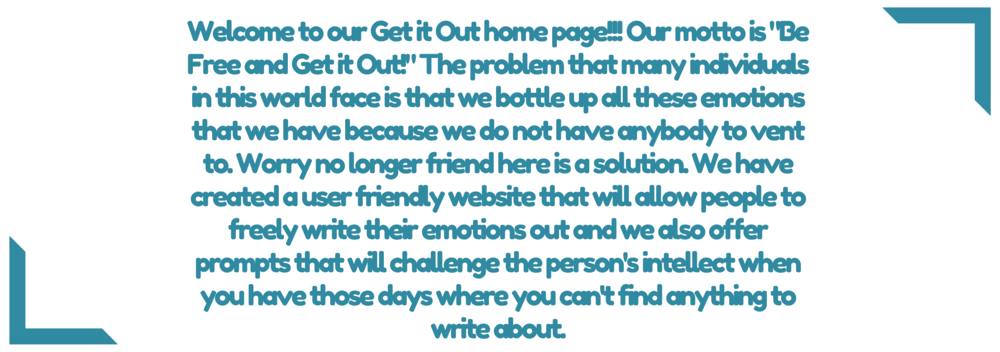 Welcome to our Get it Out home page!!! Our motto is "Be
Free and Get it Out!" The problem that many individuals
in this world face is that we bottle up all these emotions
that we have because we do not have anybody to vent
to. Worry no longer friend here is a solution. We have
created a user friendly website that will allow people to
freely write their emotions out and we also offer
prompts that will challenge the person's intellect when
you have those days where you can't find anything to
write about.